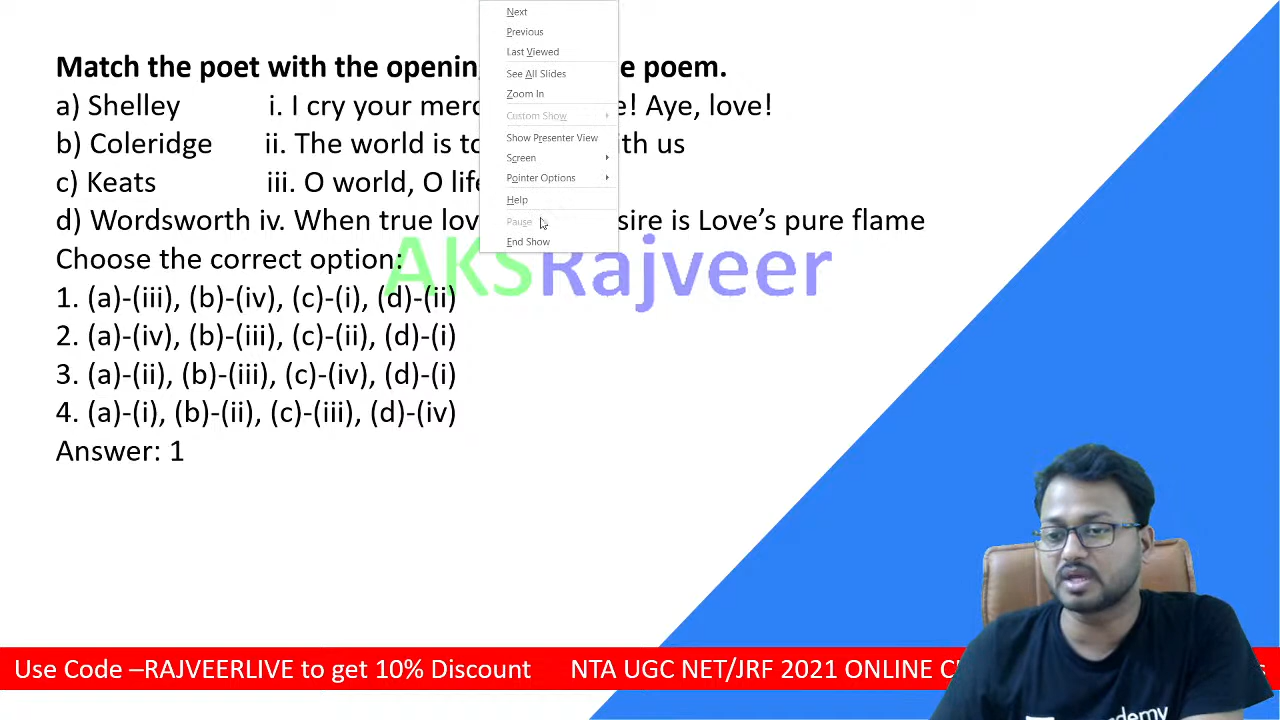 Next
Match the poet with the openin e poem.
Previous
Last Viewed
See All Slides
Zoom In
a) Shelley i. I cry your merc e! Aye, love!
Custom Show
Show Presenter View
b) Coleridge ii. The world is to th us
Screen
Pointer Options
c) Keats iii. O world, O life
Help
d) Wordsworth iv. When true lov sire is Love’s pure flame
Pause
End Show
Choose the correct option:
AKSRajveer
1. (a)-(iii), (b)-(iv), (c)-(i), (d)-(ii)
2. (a)-(iv), (b)-(iii), (c)-(ii), (d)-(i)
3. (a)-(ii), (b)-(iii), (c)-(iv), (d)-(i)
4. (a)-(i), (b)-(ii), (c)-(iii), (d)-(iv)
Answer: 1
Use Code –RAJVEERLIVE to get 10% Discount NTA UGC NET/JRF 2021 ONLINE